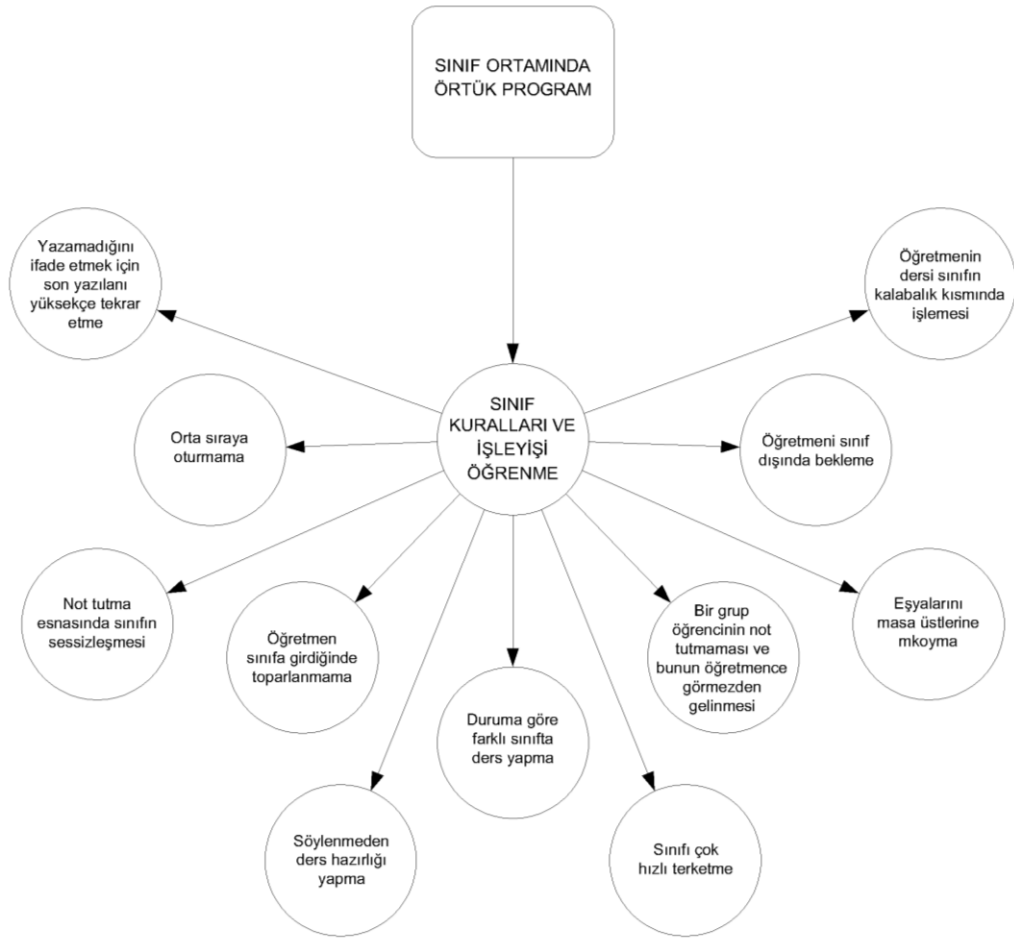 SINIF ORTAMINDA
ÖRTÜK PROGRAM
Yazamadığını
ifade etmek için
son yazılanı
yüksekçe tekrar
etme
Öğretmenin
dersi sınıfın
kalabalık kısmında
işlemesi
SINIF
KURALLARI VE
İŞLEYİŞİ
ÖĞRENME
Orta sıraya
oturmama
Öğretmeni sınıf
dışında bekleme
Not tutma
esnasında sınıfın
sessizleşmesi
Öğretmen
sınıfa girdiğinde
toparlanmama
Bir grup
öğrencinin not
tutmaması ve
bunun öğretmence
görmezden
gelinmesi
Eşyalarını
masa üstlerine
mkoyma
Duruma göre
farklı sınıfta
ders yapma
Söylenmeden
ders hazırlığı
yapma
Sınıfı çok
hızlı terketme